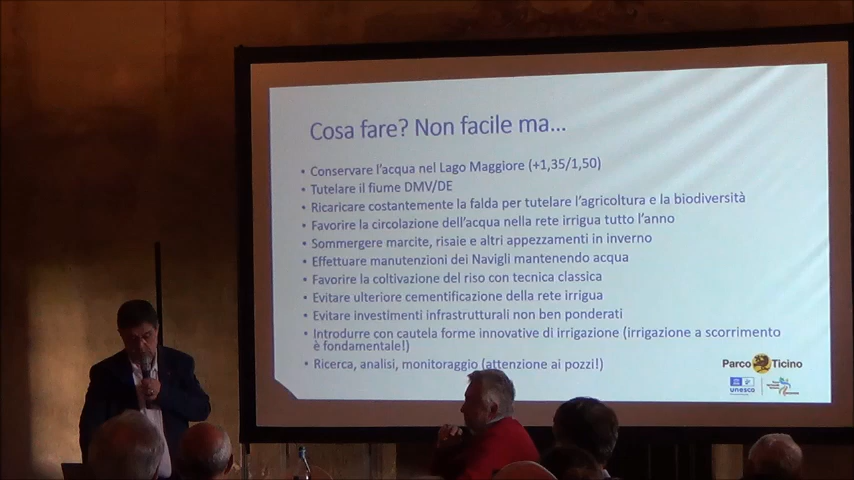 Cosa fare? Non facile ma...
• Conservare l'acqua nel Lago Maggiore (+1,35/1,50)
• Tutelare il fiume DMV/DE
• Ricaricare costantemente la falda per tutelare l'agricoltura e la biodiversità
• Favorire la circolazione dell'acqua nella rete irrigua tutto l'anno
• Sommergere marcite, risaie e altri appezzamenti in inverno
• Effettuare manutenzioni dei Navigli mantenendo acqua
• Favorire la coltivazione del riso con tecnica classica
• Evitare ulteriore cementificazione della rete irrigua
• Evitare investimenti infrastrutturali non ben ponderati
• Introdurre con cautela forme innovative di irrigazione (irrigazione a scorrimento
è fondamentale!)
• Ricerca, analisi, monitoraggio (attenzione ai pozzi!)
Parco Ticino
unesco